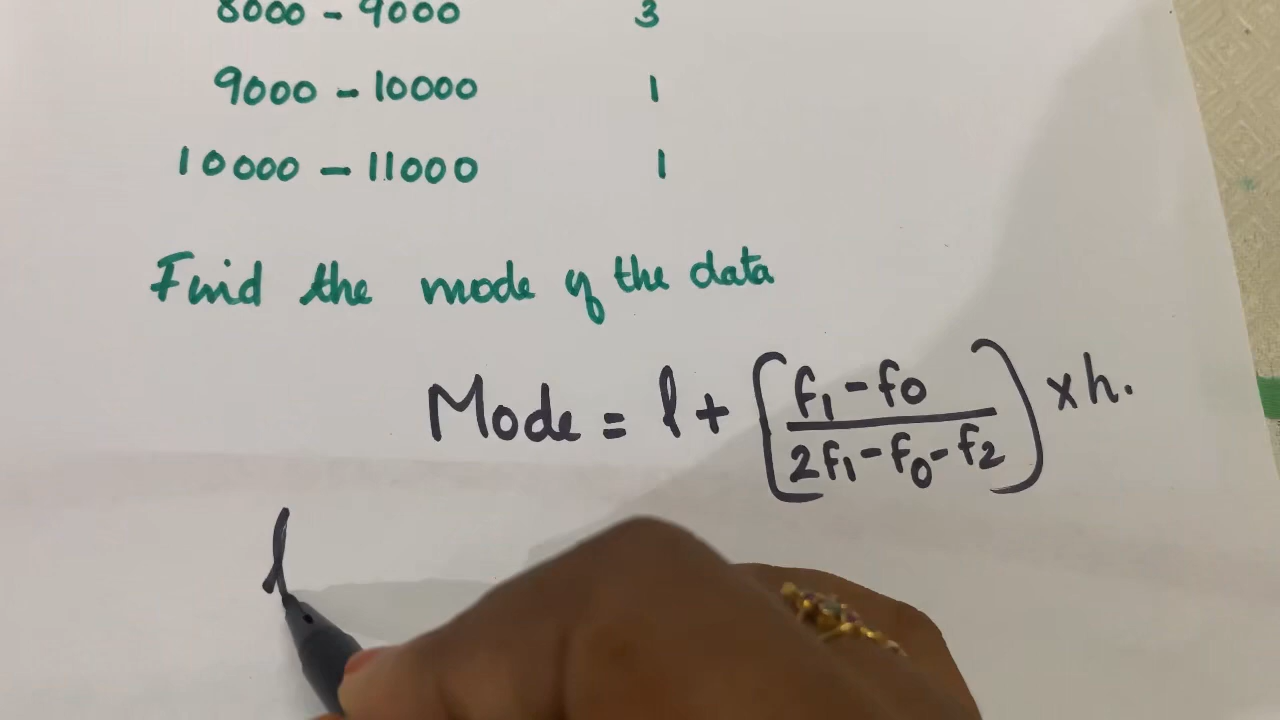 8000 - 9000 3
9000 - 10000 1
10000 - 11000 1
Find the mode of the data
Mode = l + [f₁ - f0 / 2f₁ - f₀ - f₂) x h.
l